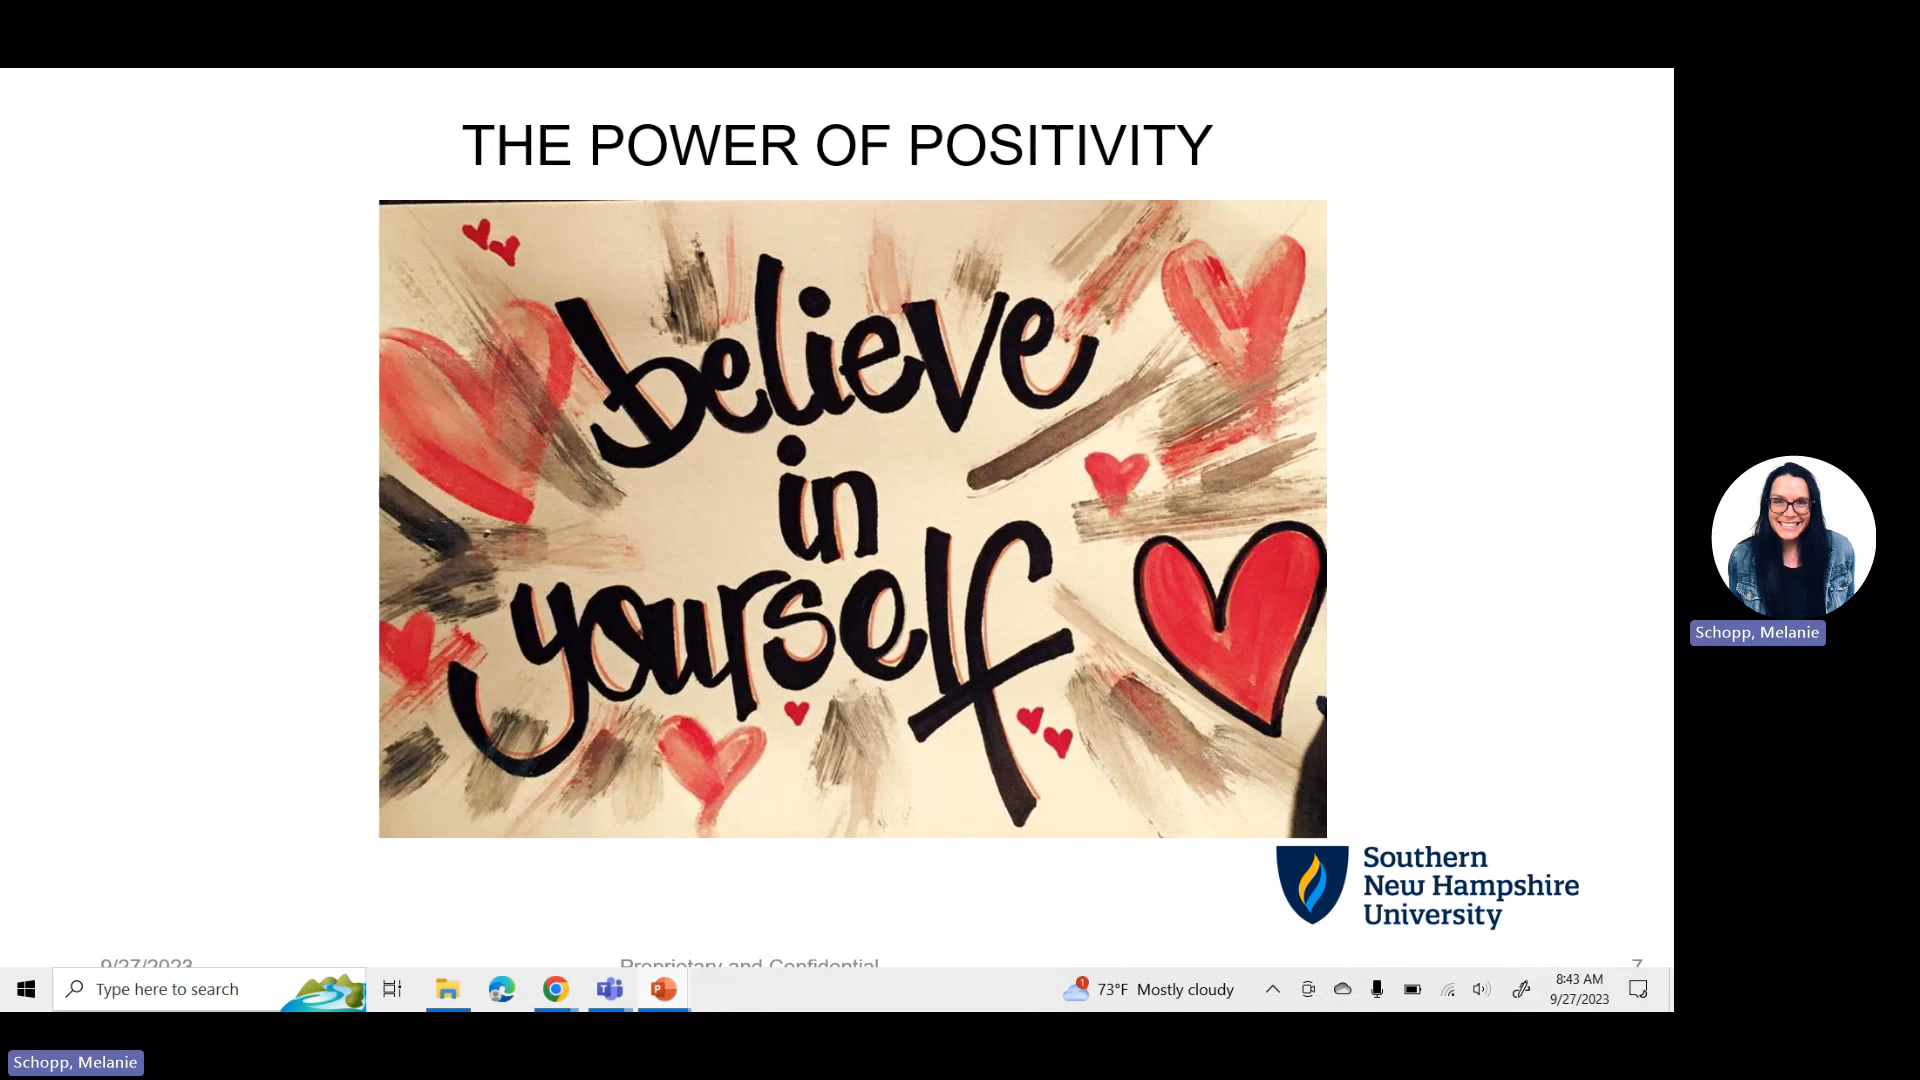 THE POWER OF POSITIVITY
believe
in
yourself
Southern
New Hampshire
University
Schopp, Melanie
9/27/2023
Proprietary and Confidential
7
Type here to search
73°F Mostly cloudy
8:43 AM
9/27/2023
Schopp, Melanie